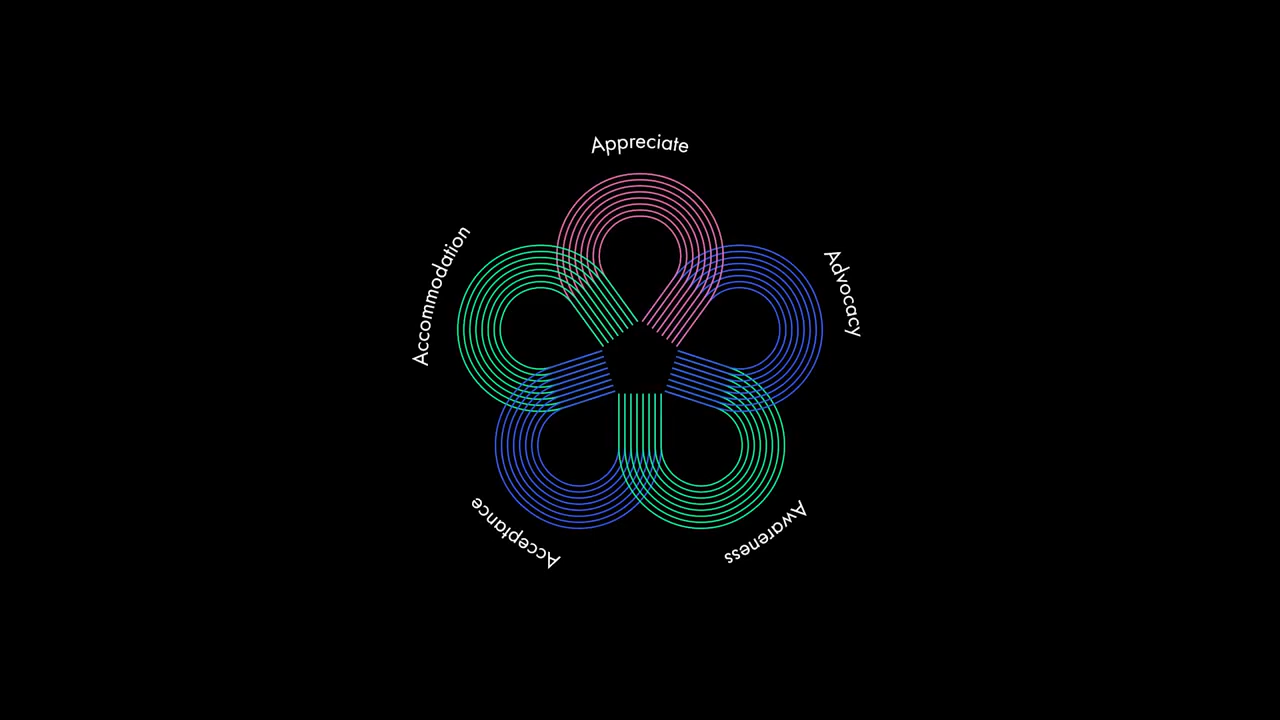 Appreciate
Advocacy
Awareness
Acceptance
Accommodation